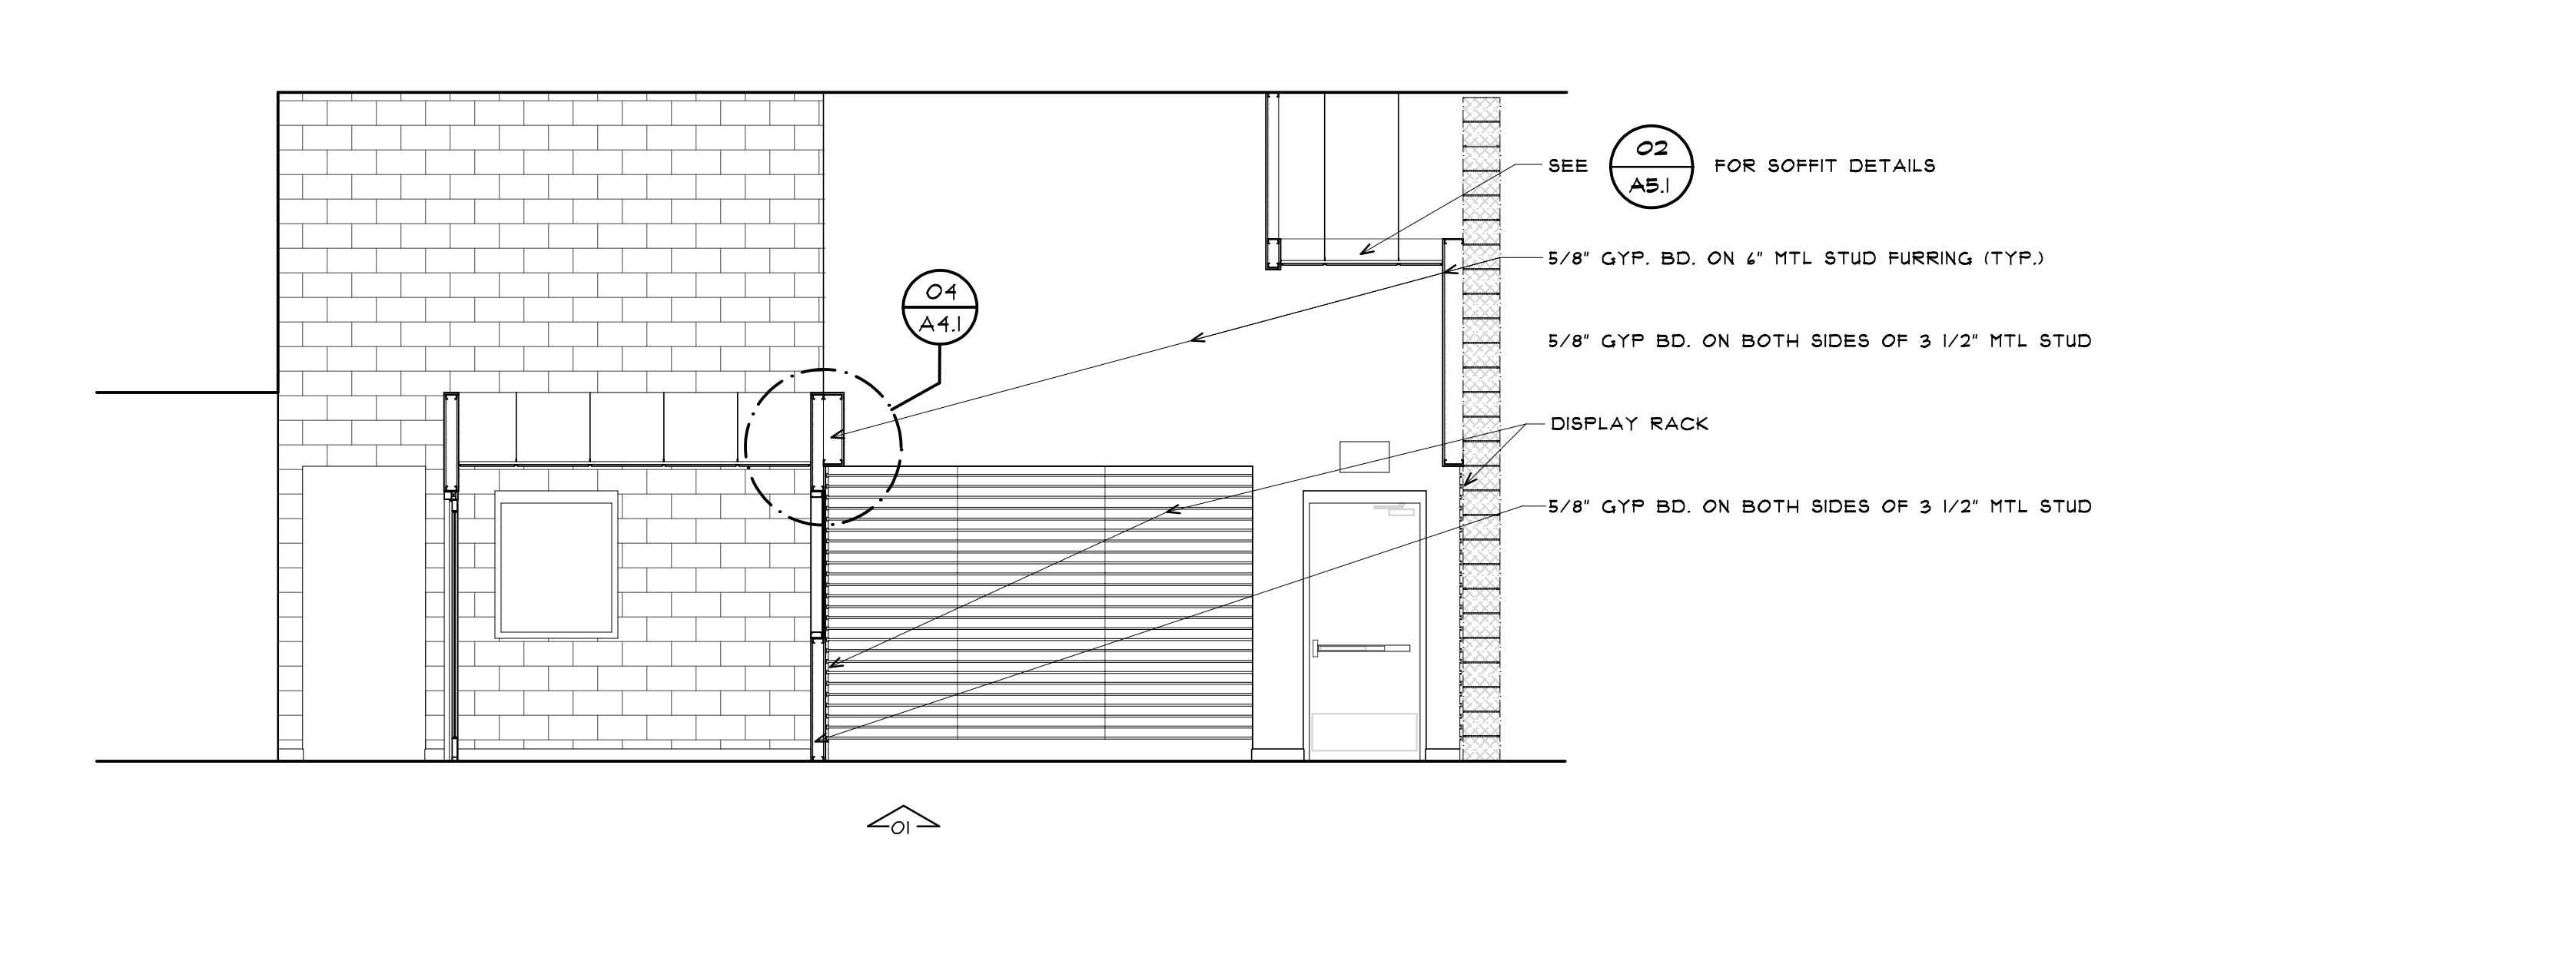 SEE 02 FOR SOFFIT DETAILS
A5.1
5/8" GYP. BD. ON 6" MTL STUD FURRING (TYP.)
04
A4.1
5/8" GYP BD. ON BOTH SIDES OF 3 1/2" MTL STUD
DISPLAY RACK
5/8" GYP BD. ON BOTH SIDES OF 3 1/2" MTL STUD
01